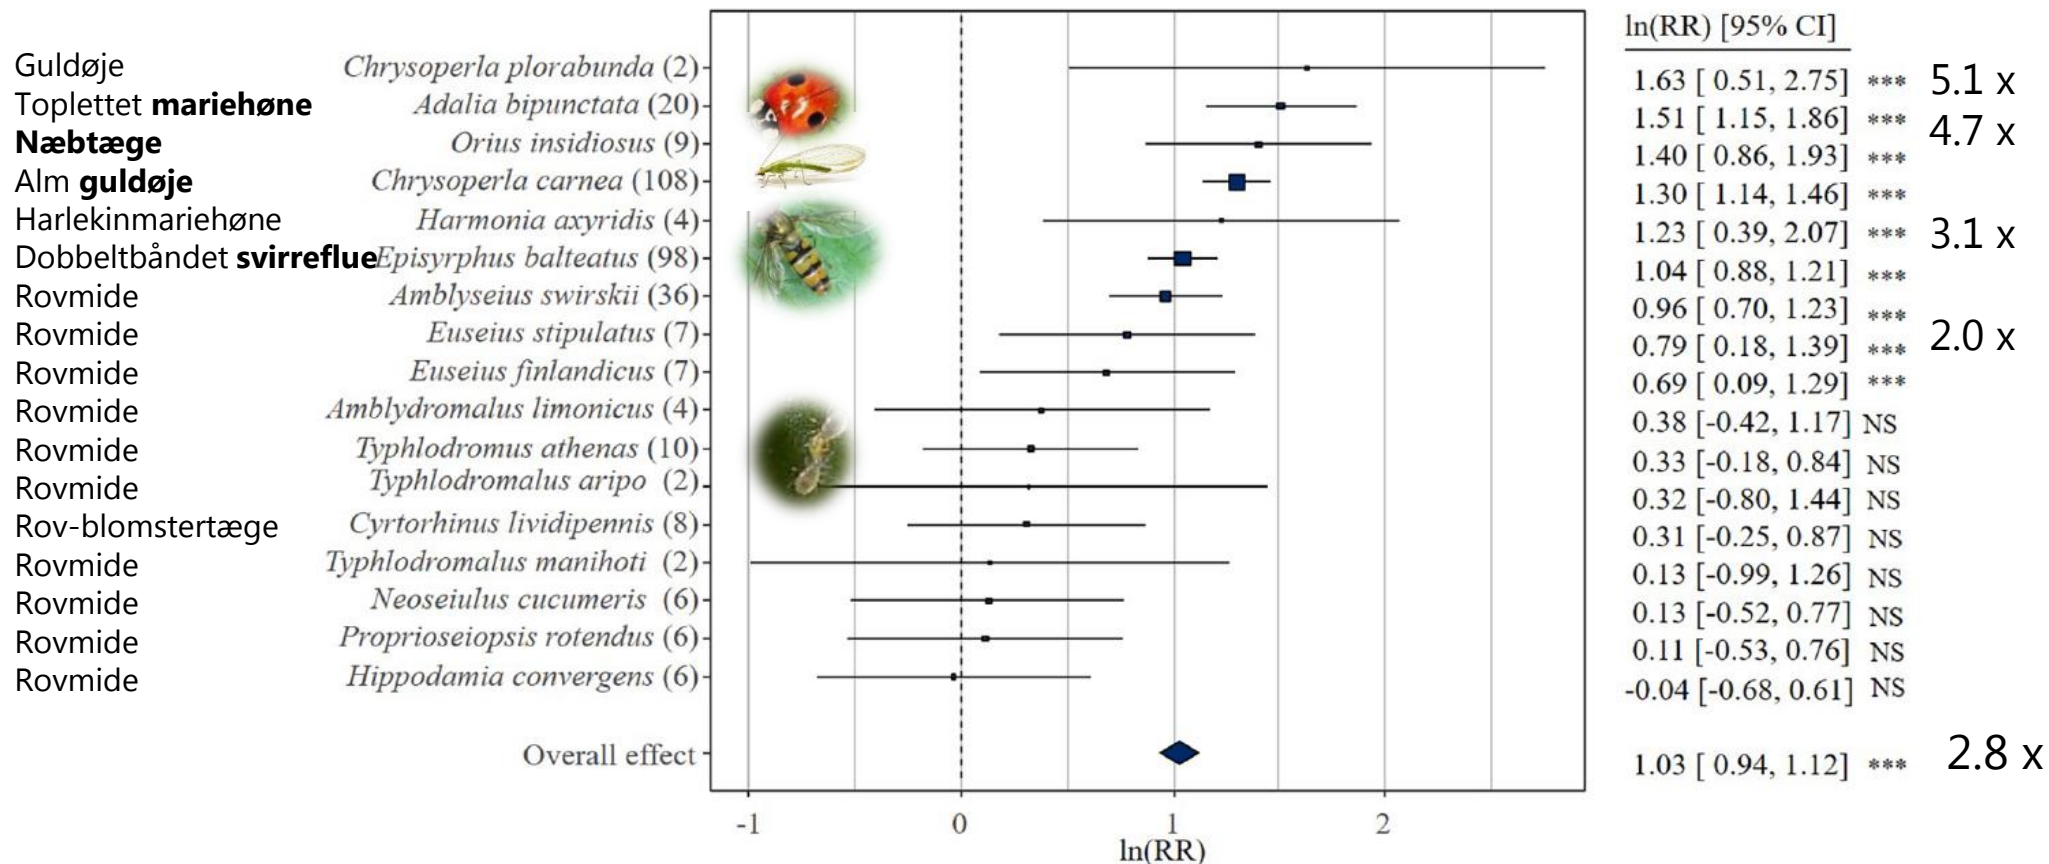 ln(RR) [95% CI]
Guldøje Chrysoperla plorabunda (2) 1.63 [ 0.51, 2.75] *** 5.1 x
Toplettet mariehøne Adalia bipunctata (20) 1.51 [ 1.15, 1.86] *** 4.7 x
Næbtæge Orius insidiosus (9) 1.40 [ 0.86, 1.93] ***
Alm guldøje Chrysoperla carnea (108) 1.30 [ 1.14, 1.46] ***
Harlekinmariehøne Harmonia axyridis (4) 1.23 [ 0.39, 2.07] *** 3.1 x
Dobbeltbåndet svirreflue Episyrphus balteatus (98) 1.04 [ 0.88, 1.21] ***
Rovmide Amblyseius swirskii (36) 0.96 [ 0.70, 1.23] ***
Rovmide Euseius stipulatus (7) 0.79 [ 0.18, 1.39] *** 2.0 x
Rovmide Euseius finlandicus (7) 0.69 [ 0.09, 1.29] ***
Rovmide Amblydromalus limonicus (4) 0.38 [-0.42, 1.17] NS
Rovmide Typhlodromus athenas (10) 0.33 [-0.18, 0.84] NS
Rovmide Typhlodromalus aripo (2) 0.32 [-0.80, 1.44] NS
Rov-blomstertæge Cyrtorhinus lividipennis (8) 0.31 [-0.25, 0.87] NS
Rovmide Typhlodromalus manihoti (2) 0.13 [-0.99, 1.26] NS
Rovmide Neoseiulus cucumeris (6) 0.13 [-0.52, 0.77] NS
Rovmide Proprioseiopsis rotendus (6) 0.11 [-0.53, 0.76] NS
Rovmide Hippodamia convergens (6) -0.04 [-0.68, 0.61] NS
Overall effect 1.03 [ 0.94, 1.12] *** 2.8 x
-1 0 1 2
ln(RR)